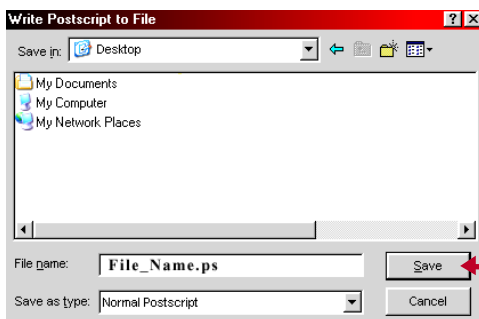 Write Postscript to File
Save in: Desktop
My Documents
My Computer
My Network Places
File name: File_Name.ps Save
Save as type: Normal Postscript Cancel